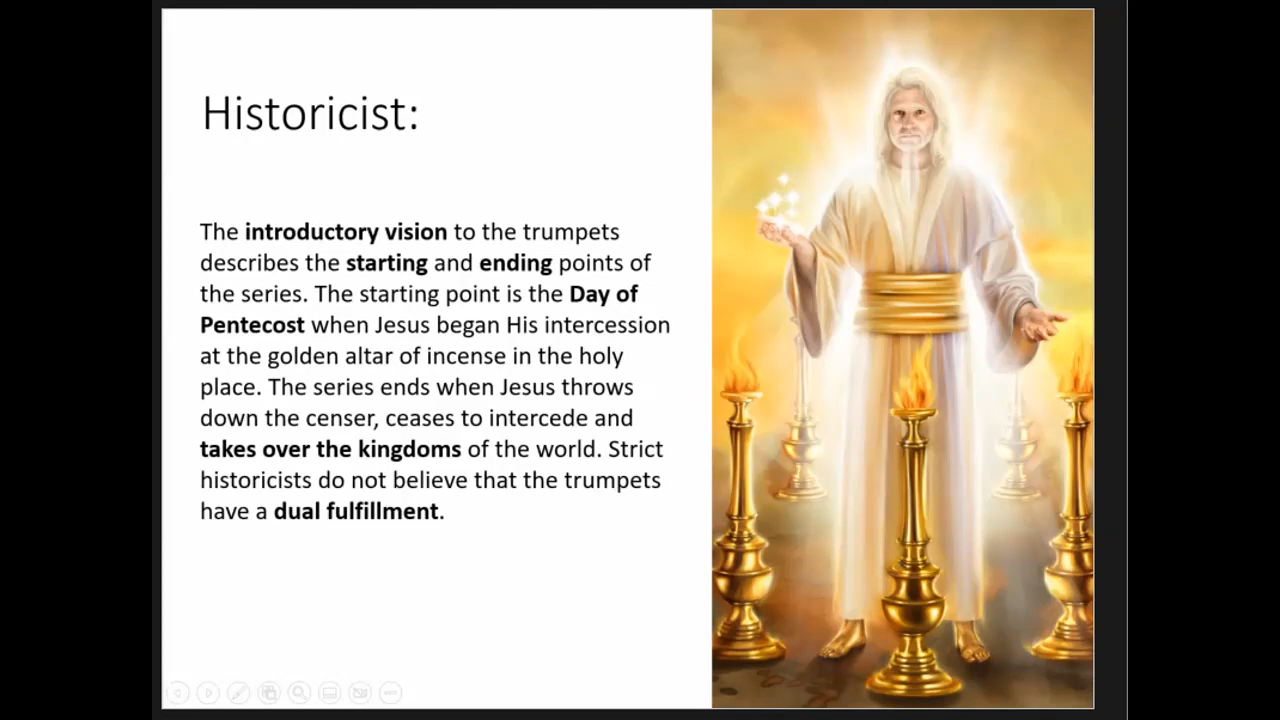 Historicist:
The introductory vision to the trumpets
describes the starting and ending points of
the series. The starting point is the Day of
Pentecost when Jesus began His intercession
at the golden altar of incense in the holy
place. The series ends when Jesus throws
down the censer, ceases to intercede and
takes over the kingdoms of the world. Strict
historicists do not believe that the trumpets
have a dual fulfillment.